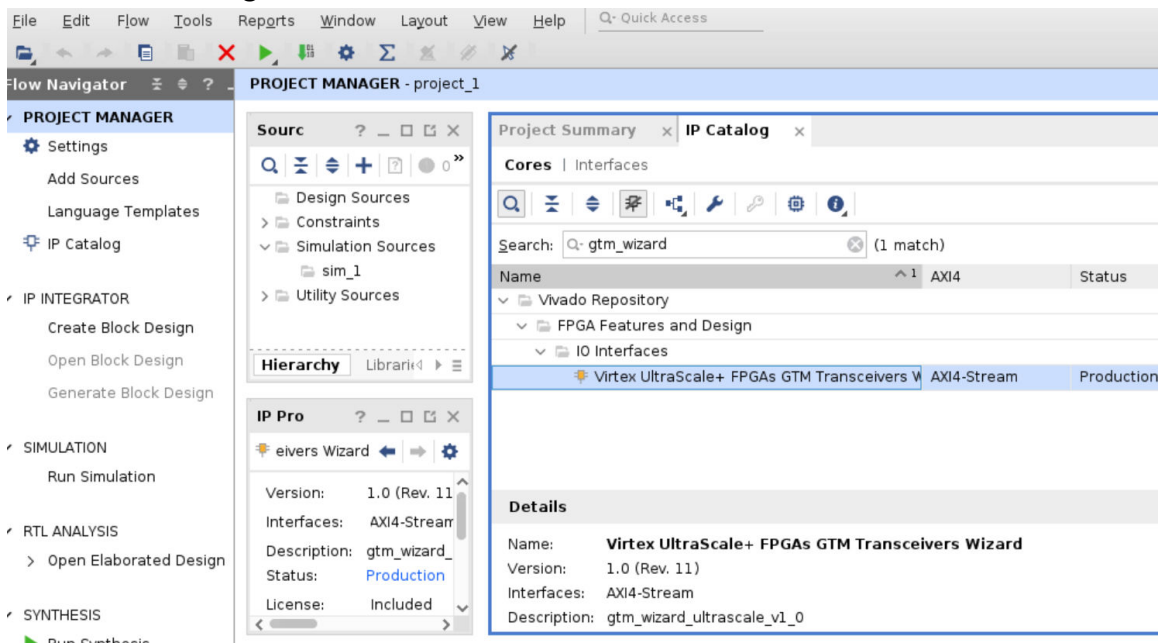 File Edit Flow Tools Reports Window Layout View Help Quick Access
Flow Navigator ?
PROJECT MANAGER - project_1
PROJECT MANAGER
Settings
Add Sources
Language Templates
IP Catalog
IP INTEGRATOR
Create Block Design
Open Block Design
Generate Block Design
SIMULATION
Run Simulation
RTL ANALYSIS
Open Elaborated Design
SYNTHESIS
Run Synthesis
Sourc ?
0
Design Sources
Constraints
Simulation Sources
sim_1
Utility Sources
Hierarchy Librari
IP Pro ?
eivers Wizard
Version: 1.0 (Rev. 11
Interfaces: AXI4-Stream
Description: gtm_wizard_
Status: Production
License: Included
Project Summary IP Catalog
Cores | Interfaces
Search: gtm_wizard (1 match)
Name 1 AXI4 Status
Vivado Repository
FPGA Features and Design
IO Interfaces
Virtex UltraScale+ FPGAs GTM Transceivers W AXI4-Stream Production
Details
Name: Virtex UltraScale+ FPGAs GTM Transceivers Wizard
Version: 1.0 (Rev. 11)
Interfaces: AXI4-Stream
Description: gtm_wizard_ultrascale_v1_0